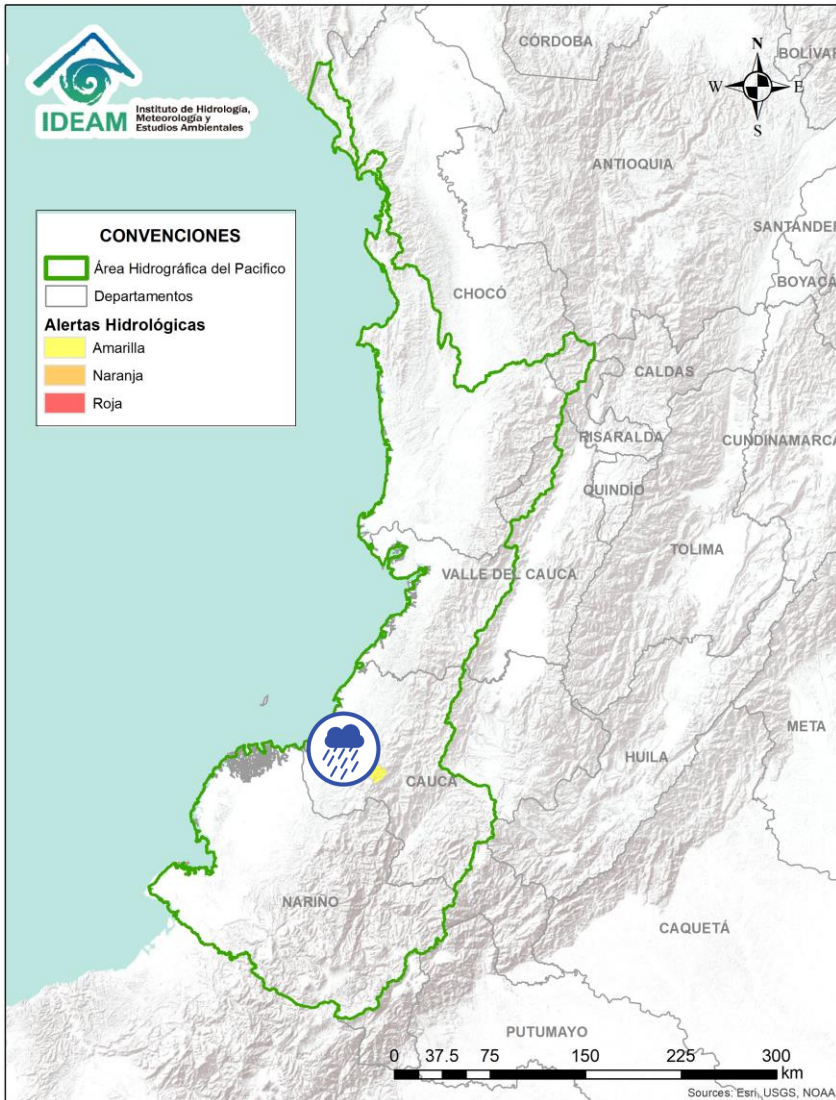 IDEAM
Instituto de Hidrología,
Meteorología y
Estudios Ambientales
CÓRDOBA
BOLÍVAR
N
W
E
S
ANTIOQUIA
SANTANDER
BOYACÁ
CONVENCIONES
Área Hidrográfica del Pacifico
Departamentos
Alertas Hidrológicas
Amarilla
Naranja
Roja
CHOCÓ
CALDAS
RISARALDA
CUNDINAMARCA
QUINDÍO
TOLIMA
VALLE DEL CAUCA
META
HUILA
CAUCA
NARIÑO
CAQUETÁ
PUTUMAYO
0 37.5 75 150 225 300
km
Sources: Esri, USGS, NOAA